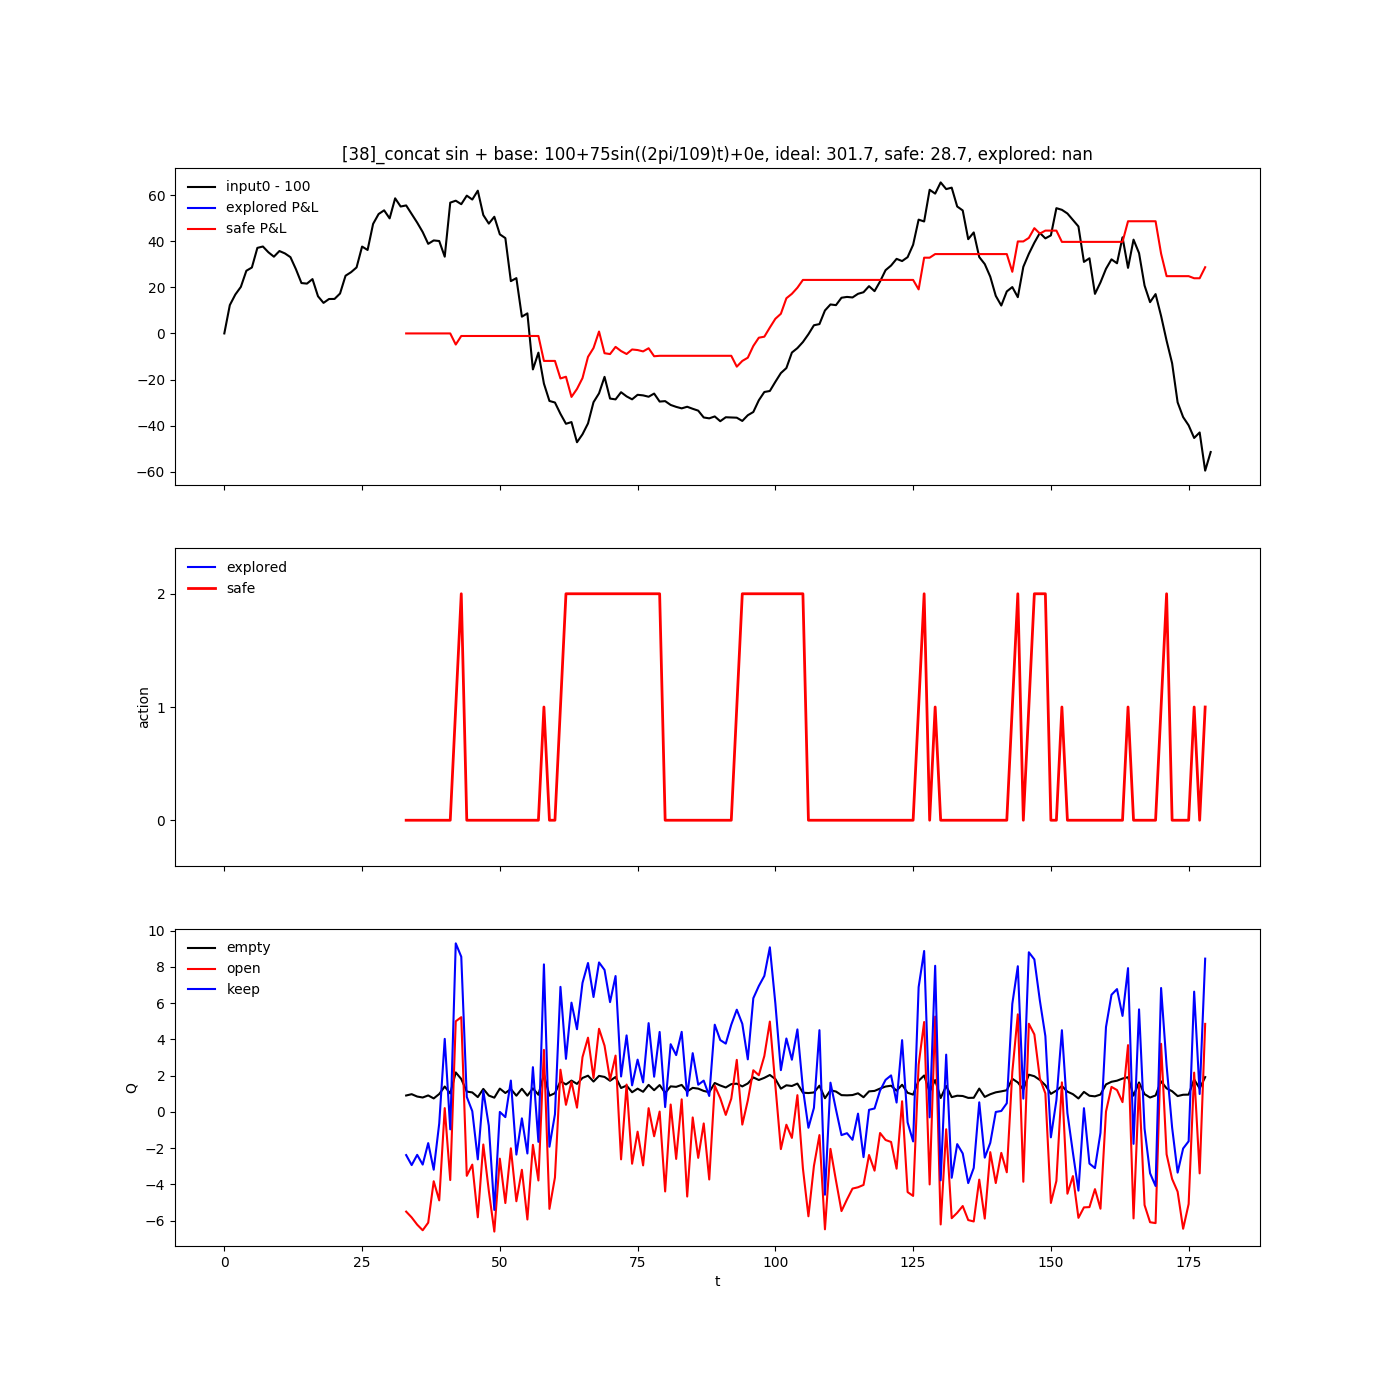 [38]_concat sin + base: 100+75sin((2pi/109)t)+0e, ideal: 301.7, safe: 28.7, explored: nan
input0 - 100
explored P&L
safe P&L
60
40
20
0
−20
−40
−60
explored
safe
2
1
0
action
empty
open
keep
10
8
6
4
2
0
−2
−4
−6
Q
0 25 50 75 100 125 150 175
t